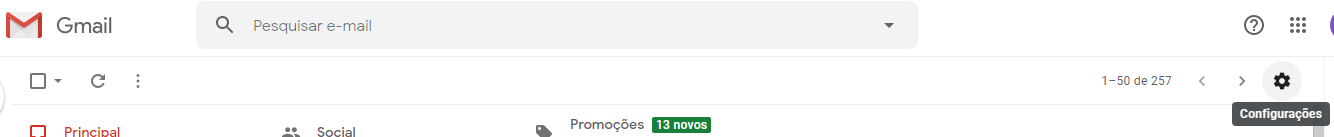 Gmail
Pesquisar e-mail
1–50 de 257
Configurações
Principal
Social
Promoções
13 novos